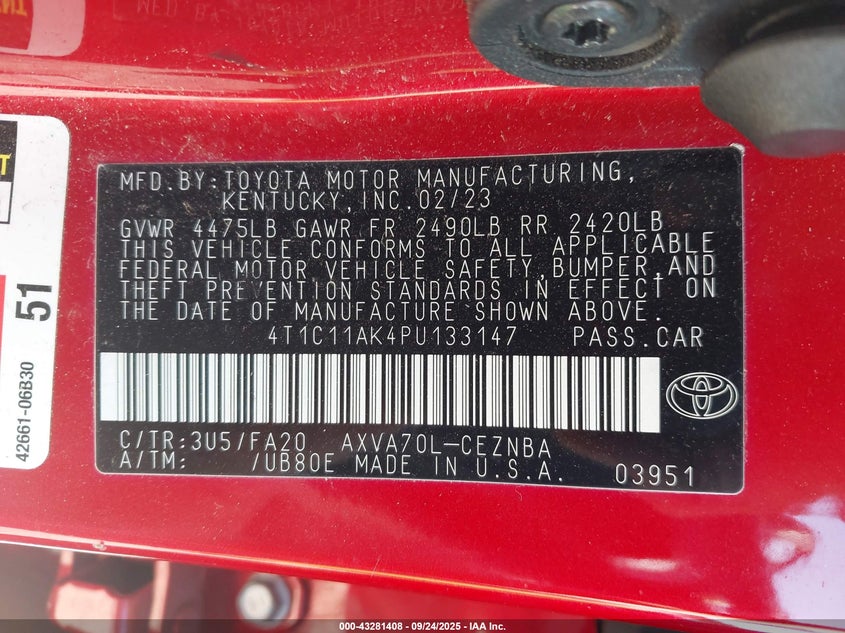 MFD.BY:TOYOTA MOTOR MANUFACTURING,
KENTUCKY,INC.02/23
GVWR 4475LB GAWR FR 2490LB RR 2420LB
THIS VEHICLE CONFORMS TO ALL APPLICABLE
FEDERAL MOTOR VEHICLE SAFETY,BUMPER,AND
THEFT PREVENTION STANDARDS IN EFFECT ON
THE DATE OF MANUFACTURE SHOWN ABOVE.
4T1C11AK4PU133147 PASS.CAR
C/TR:3U5/FA20 AXVA70L-CEZNBA
A/TM: /UB80E MADE IN U.S.A. 03951
51
42661-06B30
000-43281408 - 09/24/2025 - IAA Inc.